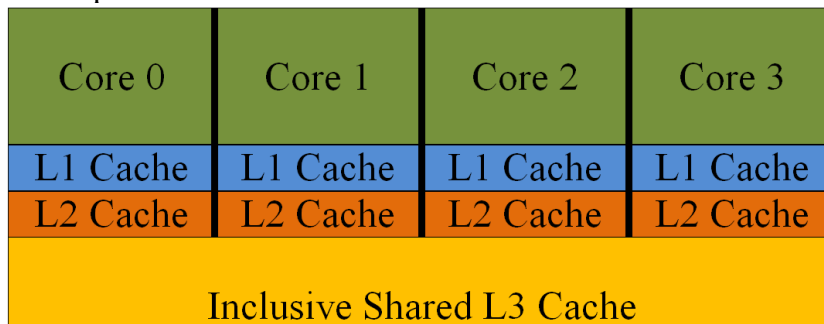 Core 0 Core 1 Core 2 Core 3
L1 Cache L1 Cache L1 Cache L1 Cache
L2 Cache L2 Cache L2 Cache L2 Cache
Inclusive Shared L3 Cache